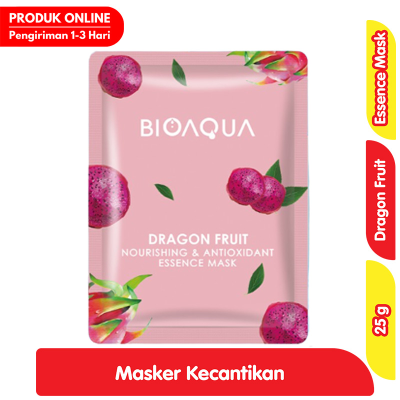 PRODUK ONLINE
Pengiriman 1-3 Hari
BIOAQUA
DRAGON FRUIT
NOURISHING & ANTIOXIDANT
ESSENCE MASK
Essence Mask
Dragon Fruit
25 g
Masker Kecantikan